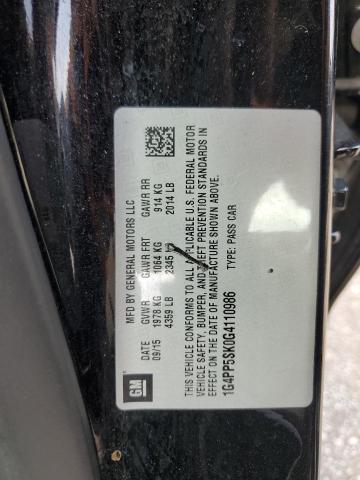 MFD BY GENERAL MOTORS LLC
DATE GVWR GAWR FRT GAWR RR
09/15 1978 KG 1064 KG 914 KG
4359 LB 2345 LB 2014 LB
THIS VEHICLE CONFORMS TO ALL APPLICABLE U.S. FEDERAL MOTOR
VEHICLE SAFETY, BUMPER, AND THEFT PREVENTION STANDARDS IN
EFFECT ON THE DATE OF MANUFACTURE SHOWN ABOVE.
1G4PP5SK0G4110986 TYPE: PASS CAR
GM